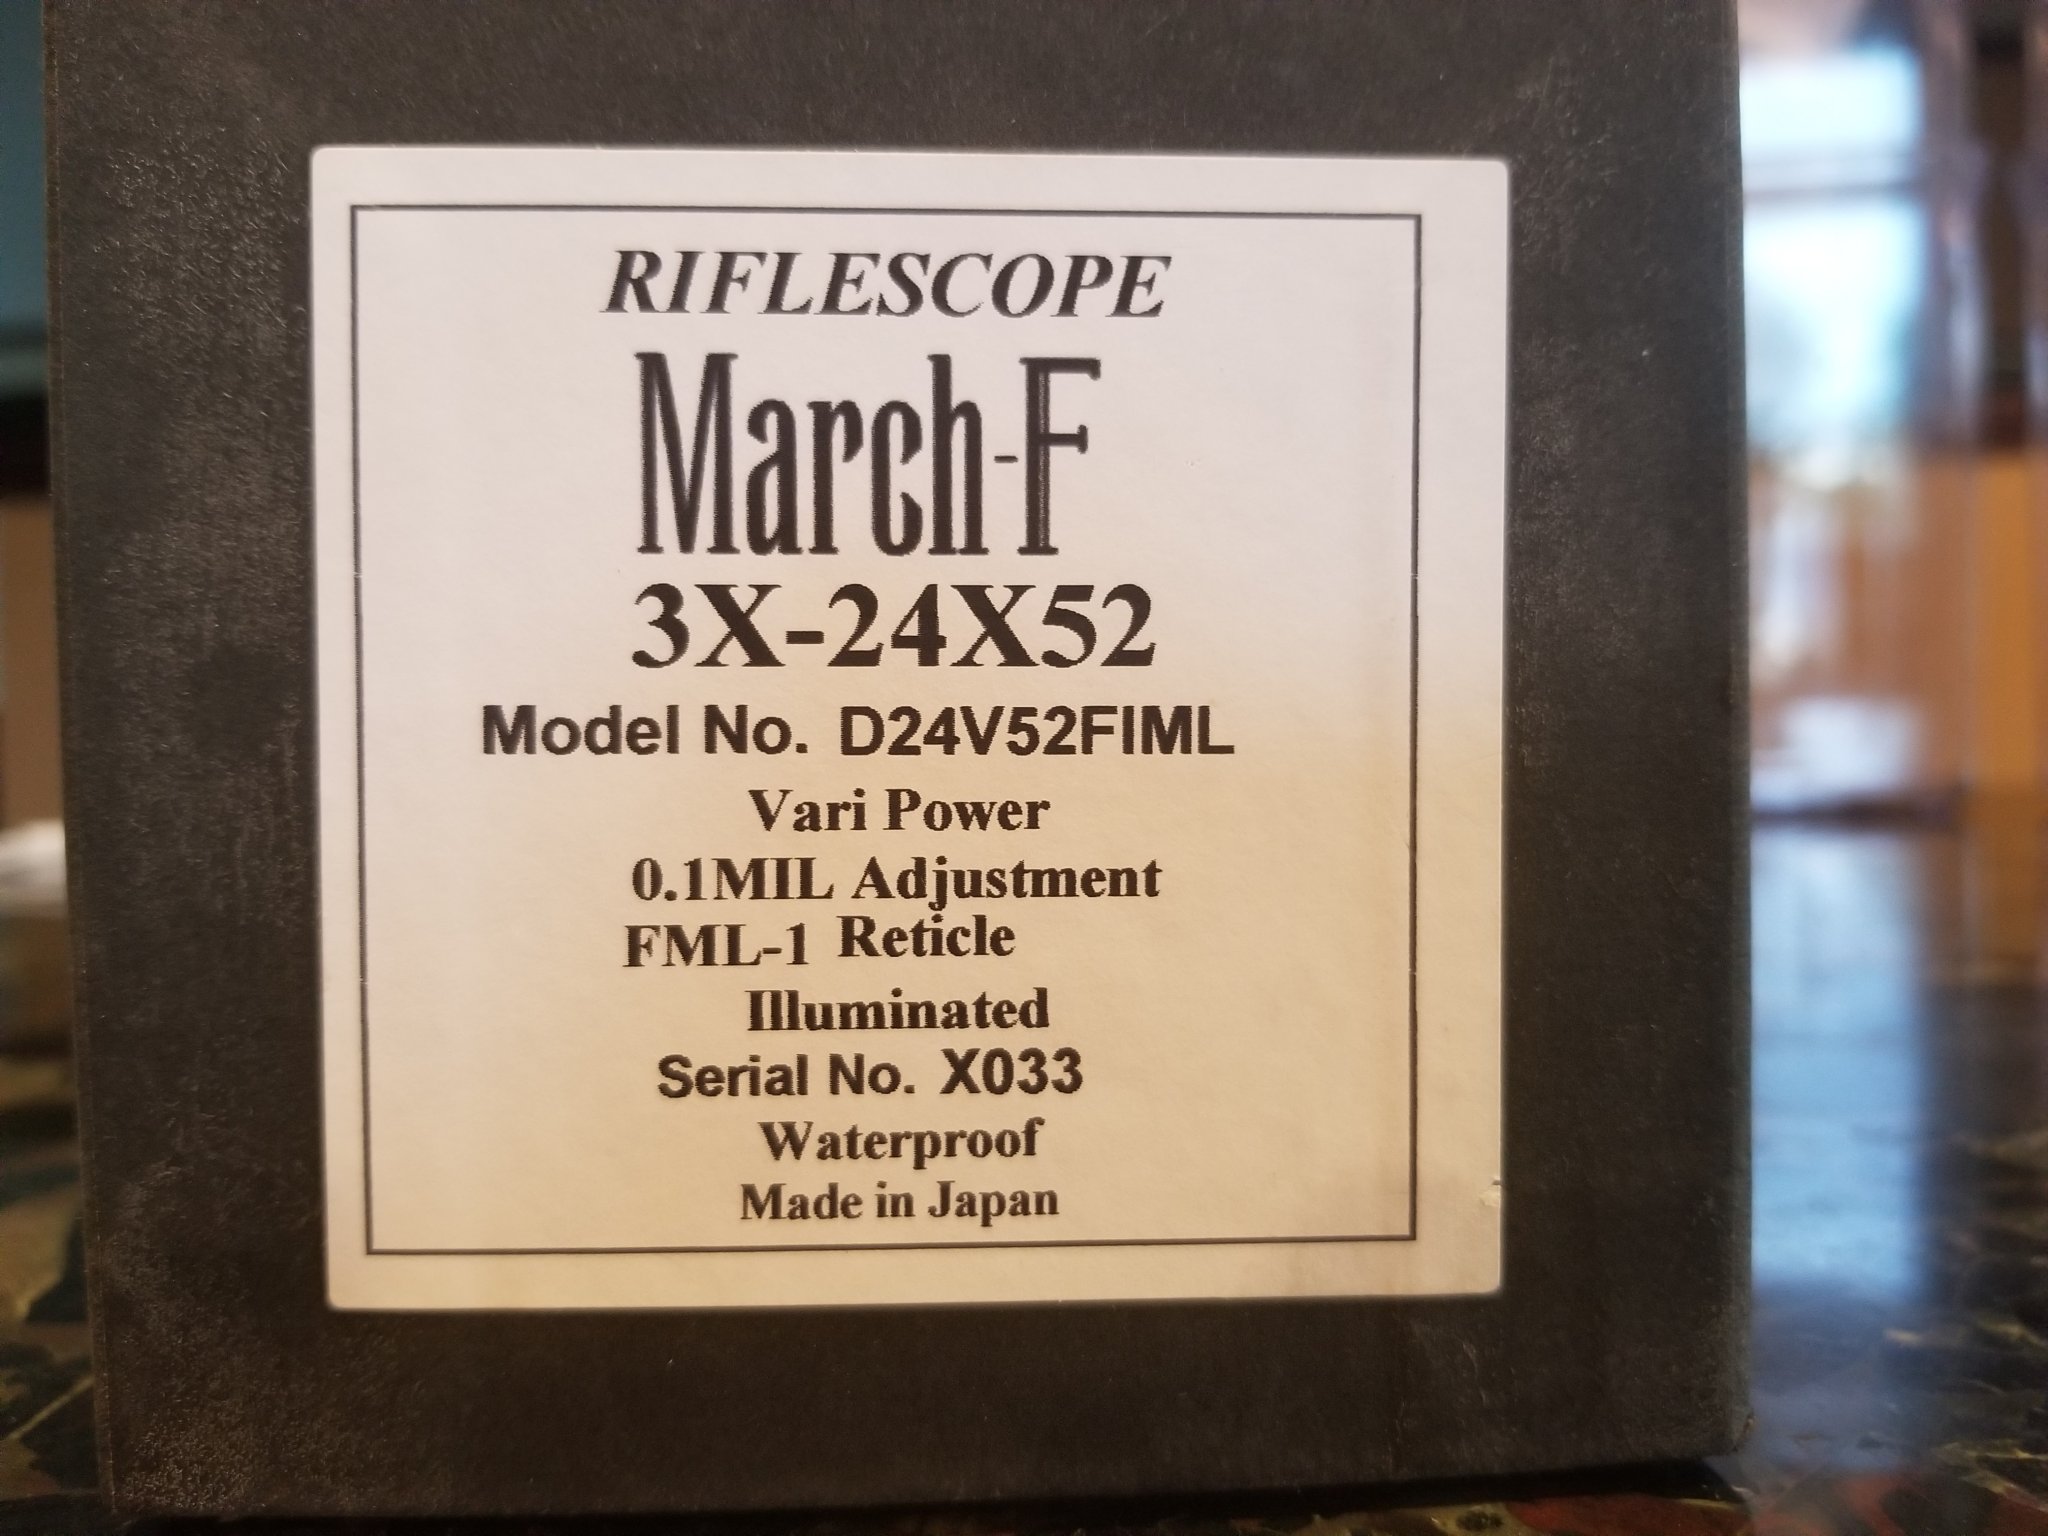 RIFLESCOPE
March-F
3X-24X52
Model No. D24V52FIML
Vari Power
0.1MIL Adjustment
FML-1 Reticle
Illuminated
Serial No. X033
Waterproof
Made in Japan